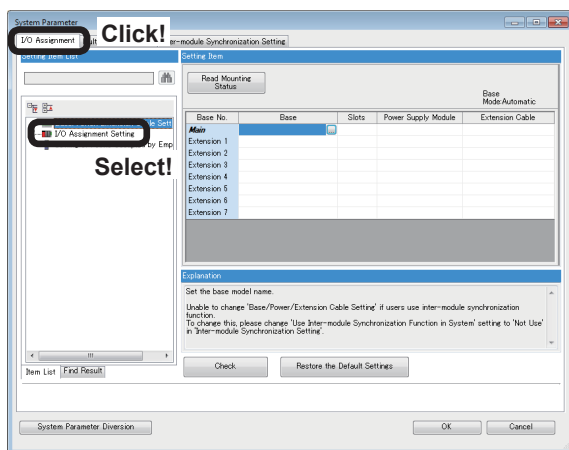 System Parameter
I/O Assignment
Click!
er-module Synchronization Setting
Setting Item List
Setting Item
Read Mounting
Status
Base
Mode:Automatic
Base No. Base Slots Power Supply Module Extension Cable
Main
...
Extension 1
Extension 2
Extension 3
Extension 4
Extension 5
Extension 6
Extension 7
I/O Assignment Setting
by Emp
Select!
Explanation
Set the base model name.
Unable to change 'Base/Power/Extension Cable Setting' if users use inter-module synchronization
function.
To change this, please change 'Use Inter-module Synchronization Function in System' setting to 'Not Use'
in 'Inter-module Synchronization Setting'.
Item List Find Result
Check Restore the Default Settings
System Parameter Diversion OK Cancel